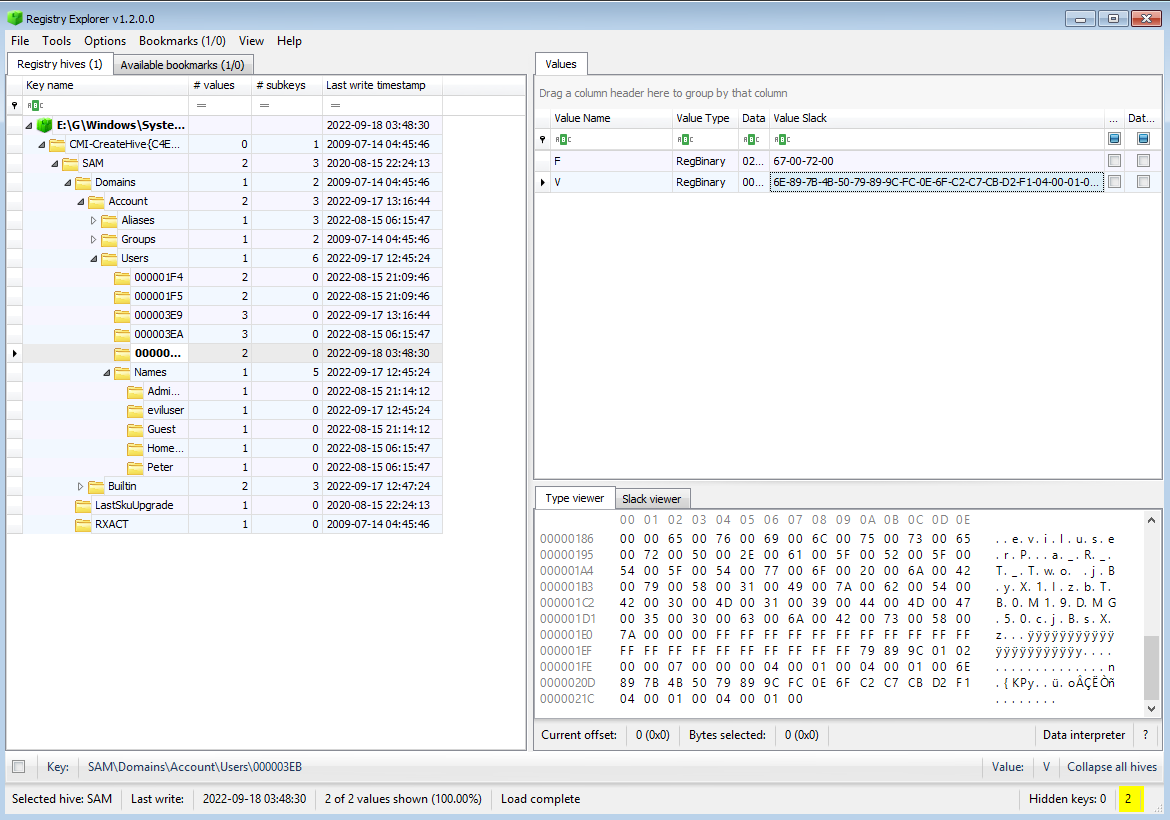 Registry Explorer v1.2.0.0
File Tools Options Bookmarks (1/0) View Help
Registry hives (1) Available bookmarks (1/0)
Key name # values # subkeys Last write timestamp
= = =
E:\G\Windows\Syste... 2022-09-18 03:48:30
CMI-CreateHive{C4E... 0 1 2009-07-14 04:45:46
SAM 2 3 2020-08-15 22:24:13
Domains 1 2 2009-07-14 04:45:46
Account 2 3 2022-09-17 13:16:44
Aliases 1 3 2022-08-15 06:15:47
Groups 1 2 2009-07-14 04:45:46
Users 1 6 2022-09-17 12:45:24
000001F4 2 0 2022-08-15 21:09:46
000001F5 2 0 2022-08-15 21:09:46
000003E9 3 0 2022-09-17 13:16:44
000003EA 3 0 2022-08-15 06:15:47
00000... 2 0 2022-09-18 03:48:30
Names 1 5 2022-09-17 12:45:24
Admi... 1 0 2022-08-15 21:14:12
eviluser 1 0 2022-09-17 12:45:24
Guest 1 0 2022-08-15 21:14:12
Home... 1 0 2022-08-15 06:15:47
Peter 1 0 2022-08-15 06:15:47
Builtin 2 3 2022-09-17 12:47:24
LastSkuUpgrade 1 0 2020-08-15 22:24:13
RXACT 1 0 2009-07-14 04:45:46
Values
Drag a column header here to group by that column
Value Name Value Type Data Value Slack ... Dat...
F RegBinary 02... 67-00-72-00
V RegBinary 00... 6E-89-7B-4B-50-79-89-9C-FC-0E-6F-C2-C7-CB-D2-F1-04-00-01-0...
Type viewer Slack viewer
00 01 02 03 04 05 06 07 08 09 0A 0B 0C 0D 0E
00000186 00 00 65 00 76 00 69 00 6C 00 75 00 73 00 65 ..e.v.i.l.u.s.e
00000195 00 72 00 50 00 2E 00 61 00 5F 00 52 00 5F 00 .r.P...a._.R._.
000001A4 54 00 5F 00 54 00 77 00 6F 00 20 00 6A 00 42 T._.T.w.o. .j.B
000001B3 00 79 00 58 00 31 00 49 00 7A 00 62 00 54 00 .y.X.1.I.z.b.T.
000001C2 42 00 30 00 4D 00 31 00 39 00 44 00 4D 00 47 B.0.M.1.9.D.M.G
000001D1 00 35 00 30 00 63 00 6A 00 42 00 73 00 58 00 .5.0.c.j.B.s.X.
000001E0 7A 00 00 00 FF FF FF FF FF FF FF FF FF FF FF z...ÿÿÿÿÿÿÿÿÿÿÿ
000001EF FF FF FF FF FF FF FF FF FF FF 79 89 9C 01 02 ÿÿÿÿÿÿÿÿÿÿy....
000001FE 00 00 07 00 00 00 04 00 01 00 04 00 01 00 6E ..............n
0000020D 89 7B 4B 50 79 89 9C FC 0E 6F C2 C7 CB D2 F1 .{KPy..ü.oÂÇËÒñ
0000021C 04 00 01 00 04 00 01 00 ........
Current offset: 0 (0x0) Bytes selected: 0 (0x0) Data interpreter ?
Key: SAM\Domains\Account\Users\000003EB Value: V Collapse all hives
Selected hive: SAM Last write: 2022-09-18 03:48:30 2 of 2 values shown (100.00%) Load complete Hidden keys: 0 2